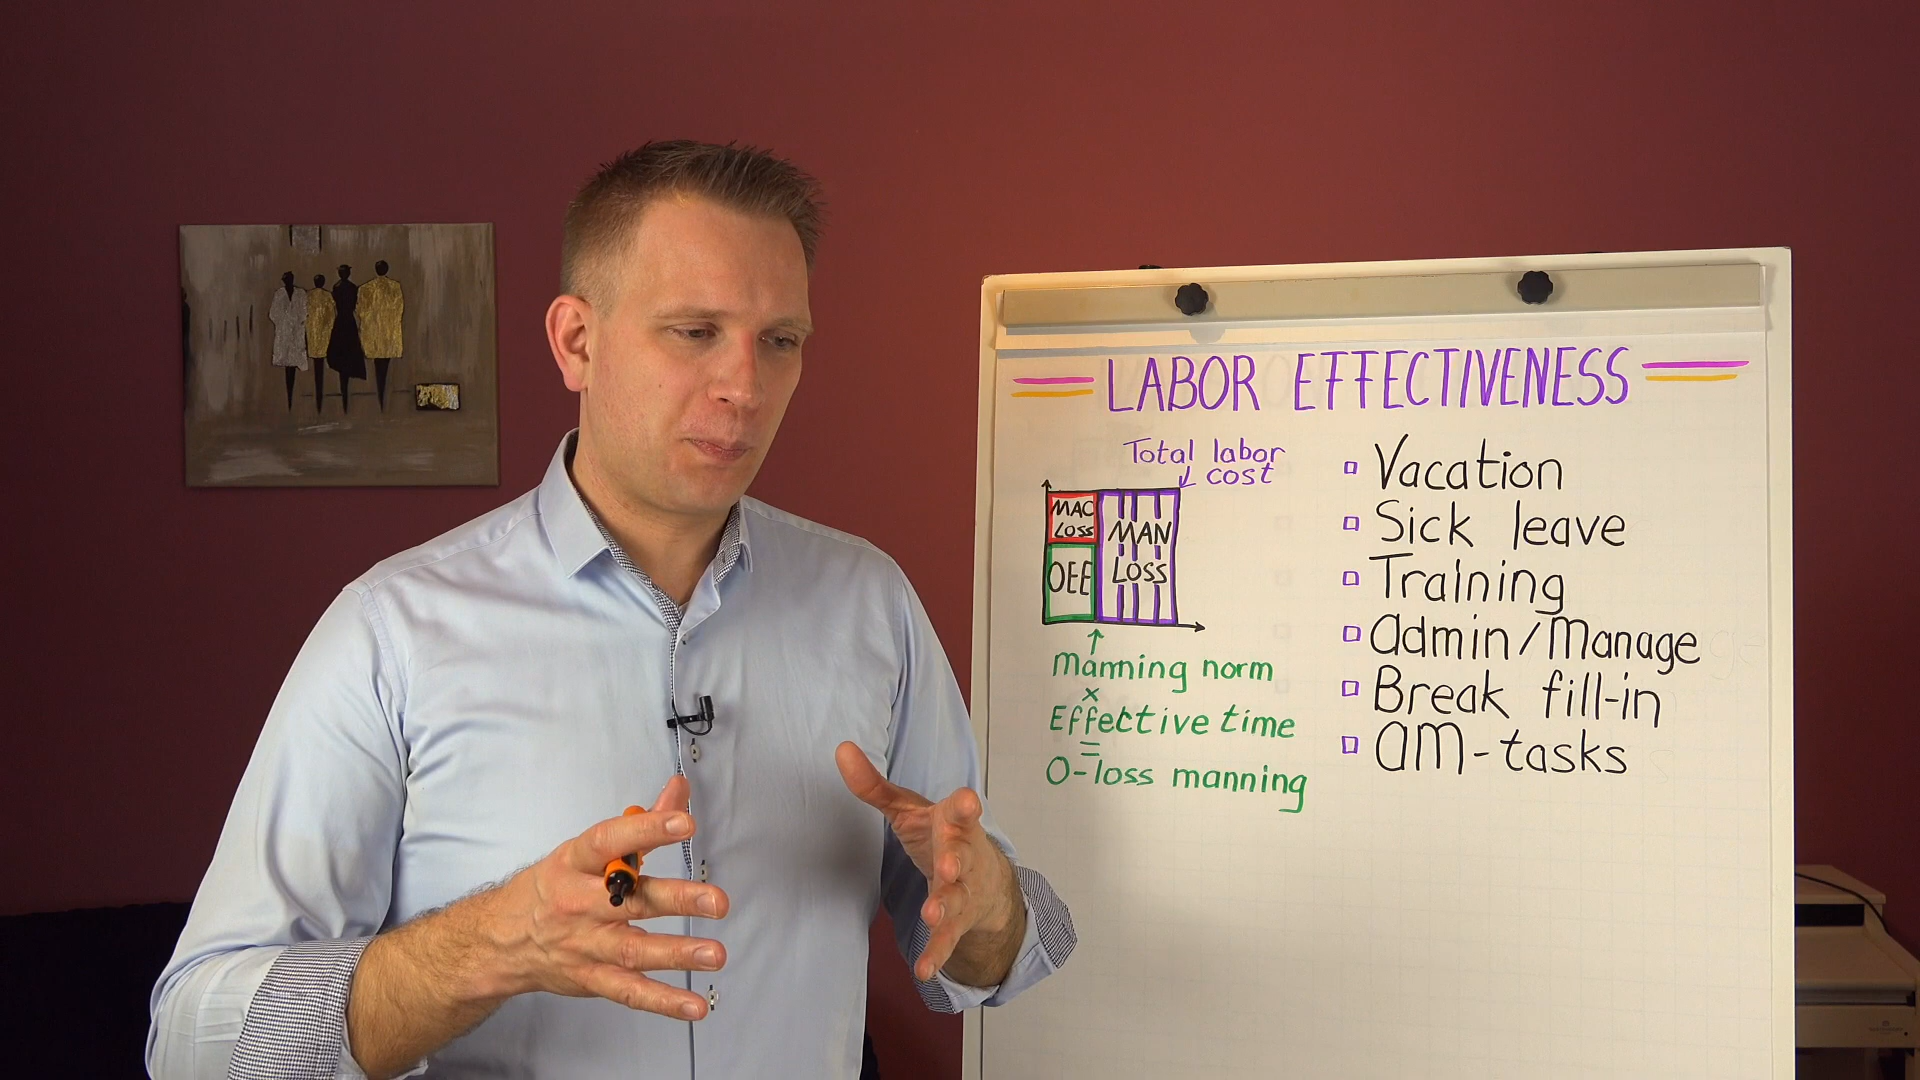 LABOR EFFECTIVENESS
Total labor
cost
MAC
LOSS
OEE
MAN
LOSS
Manning norm
x
Effective time
=
0-loss manning
Vacation
Sick leave
Training
Admin/Manage
Break fill-in
AM-tasks